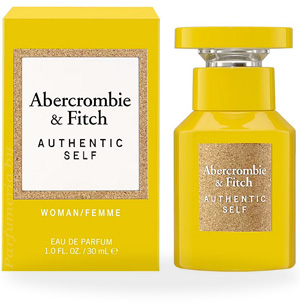 Abercrombie
& Fitch
AUTHENTIC
SELF
WOMAN/FEMME
EAU DE PARFUM
1.0 FL. OZ. / 30 ML ℮
Abercrombie
& Fitch
AUTHENTIC
SELF